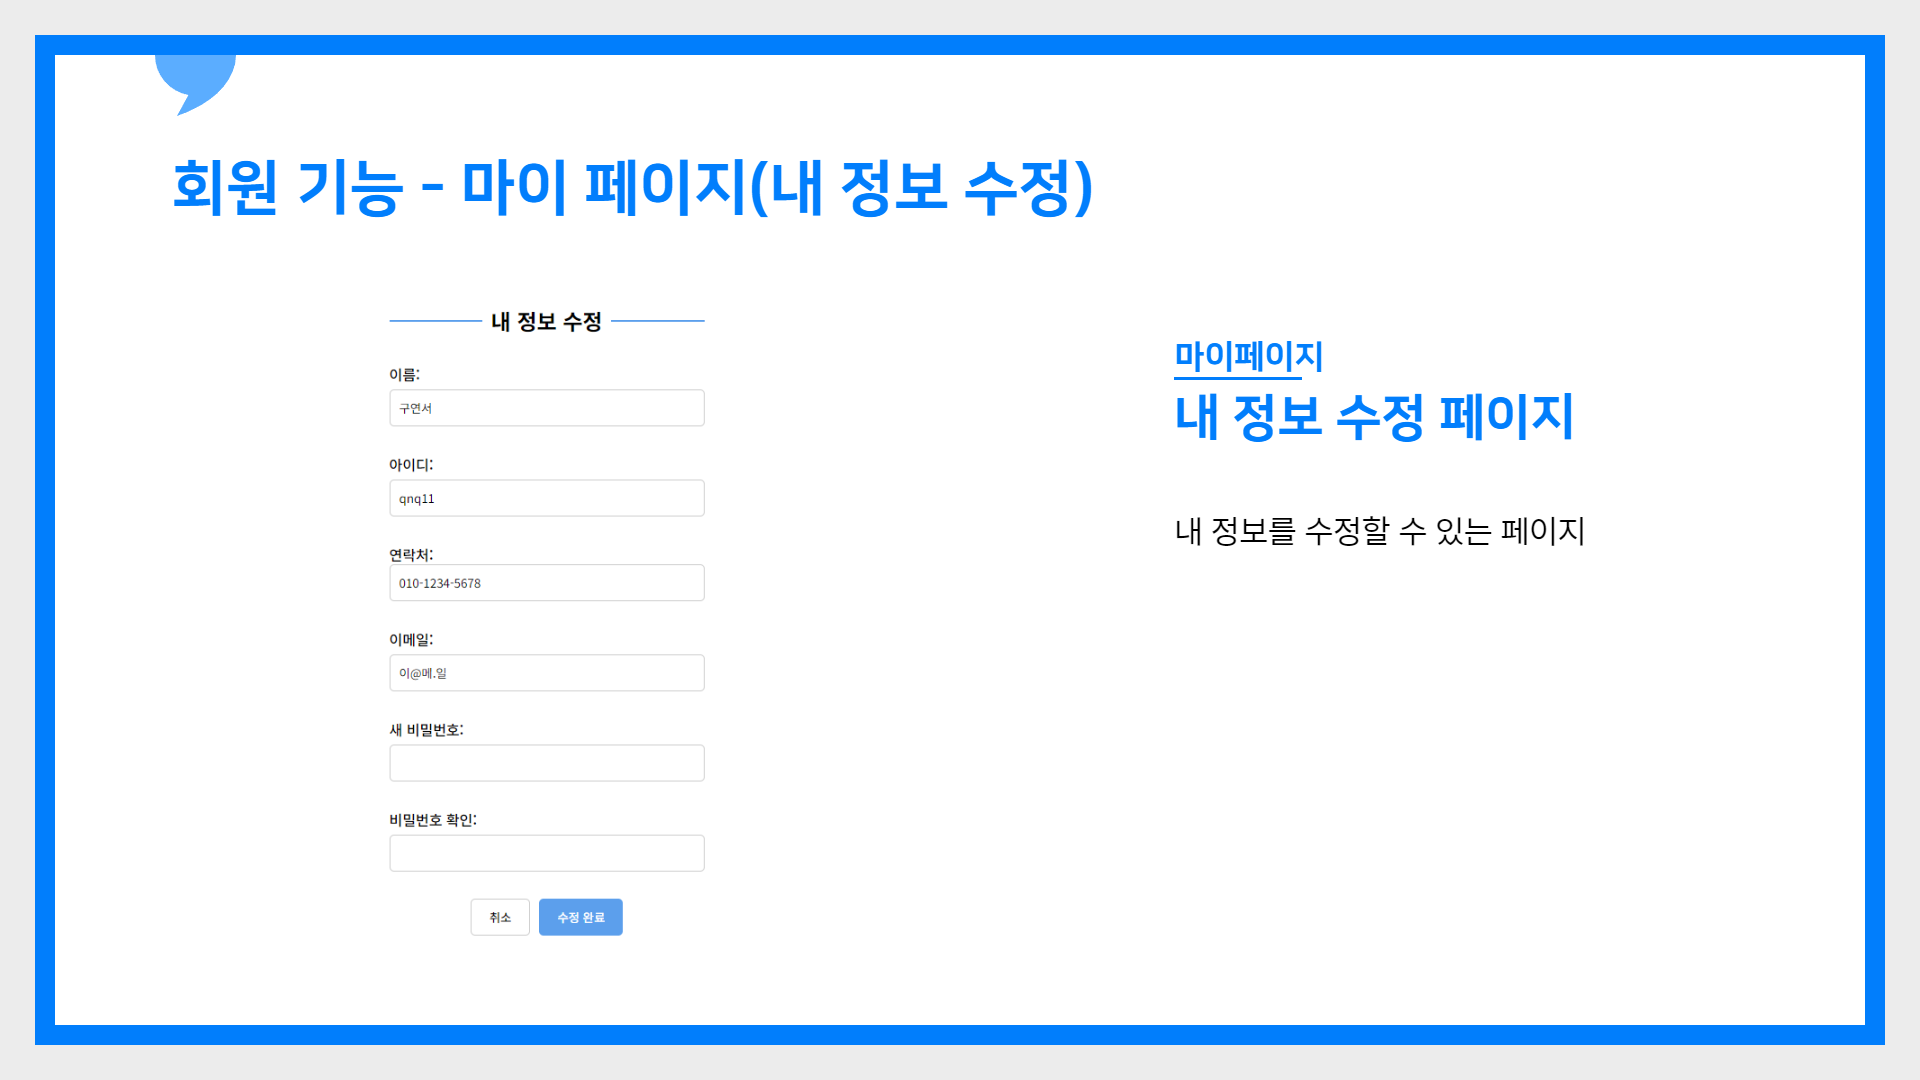 회원 기능 - 마이 페이지(내 정보 수정)
내 정보 수정
이름:
구연서
아이디:
qnq11
연락처:
010-1234-5678
이메일:
이@메.일
새 비밀번호:
비밀번호 확인:
취소
수정 완료
마이페이지
내 정보 수정 페이지
내 정보를 수정할 수 있는 페이지